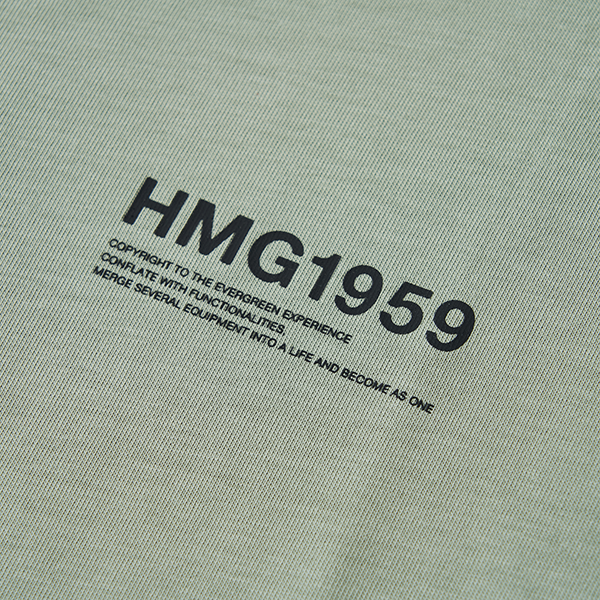 HMG1959
COPYRIGHT TO THE EVERGREEN EXPERIENCE
CONFLATE WITH FUNCTIONALITIES,
MERGE SEVERAL EQUIPMENT INTO A LIFE AND BECOME AS ONE